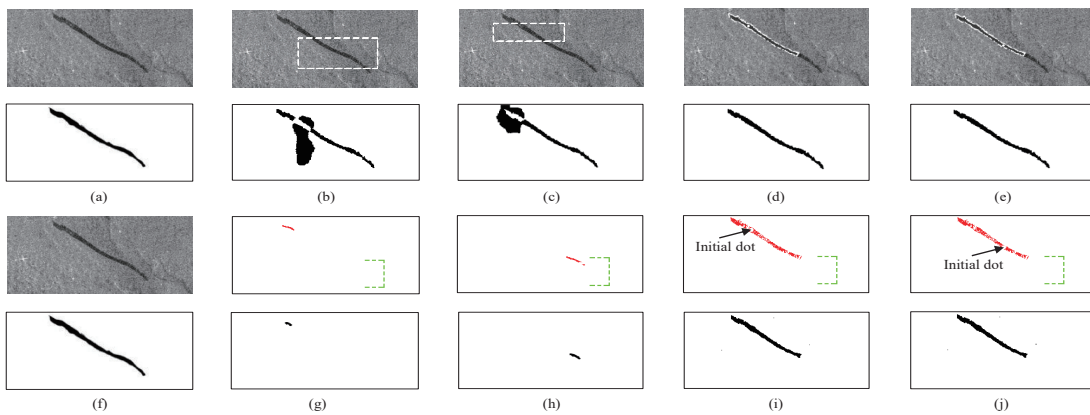 (a) (b) (c) (d) (e)
Initial dot
Initial dot
(f) (g) (h) (i) (j)